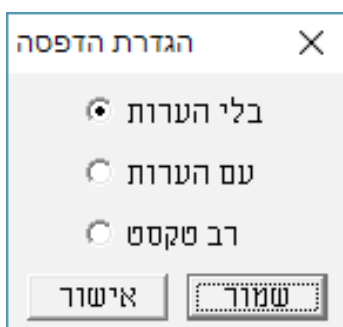 הגדרת הדפסה
בלי הערות
עם הערות
רב טקסט
שמור אישור